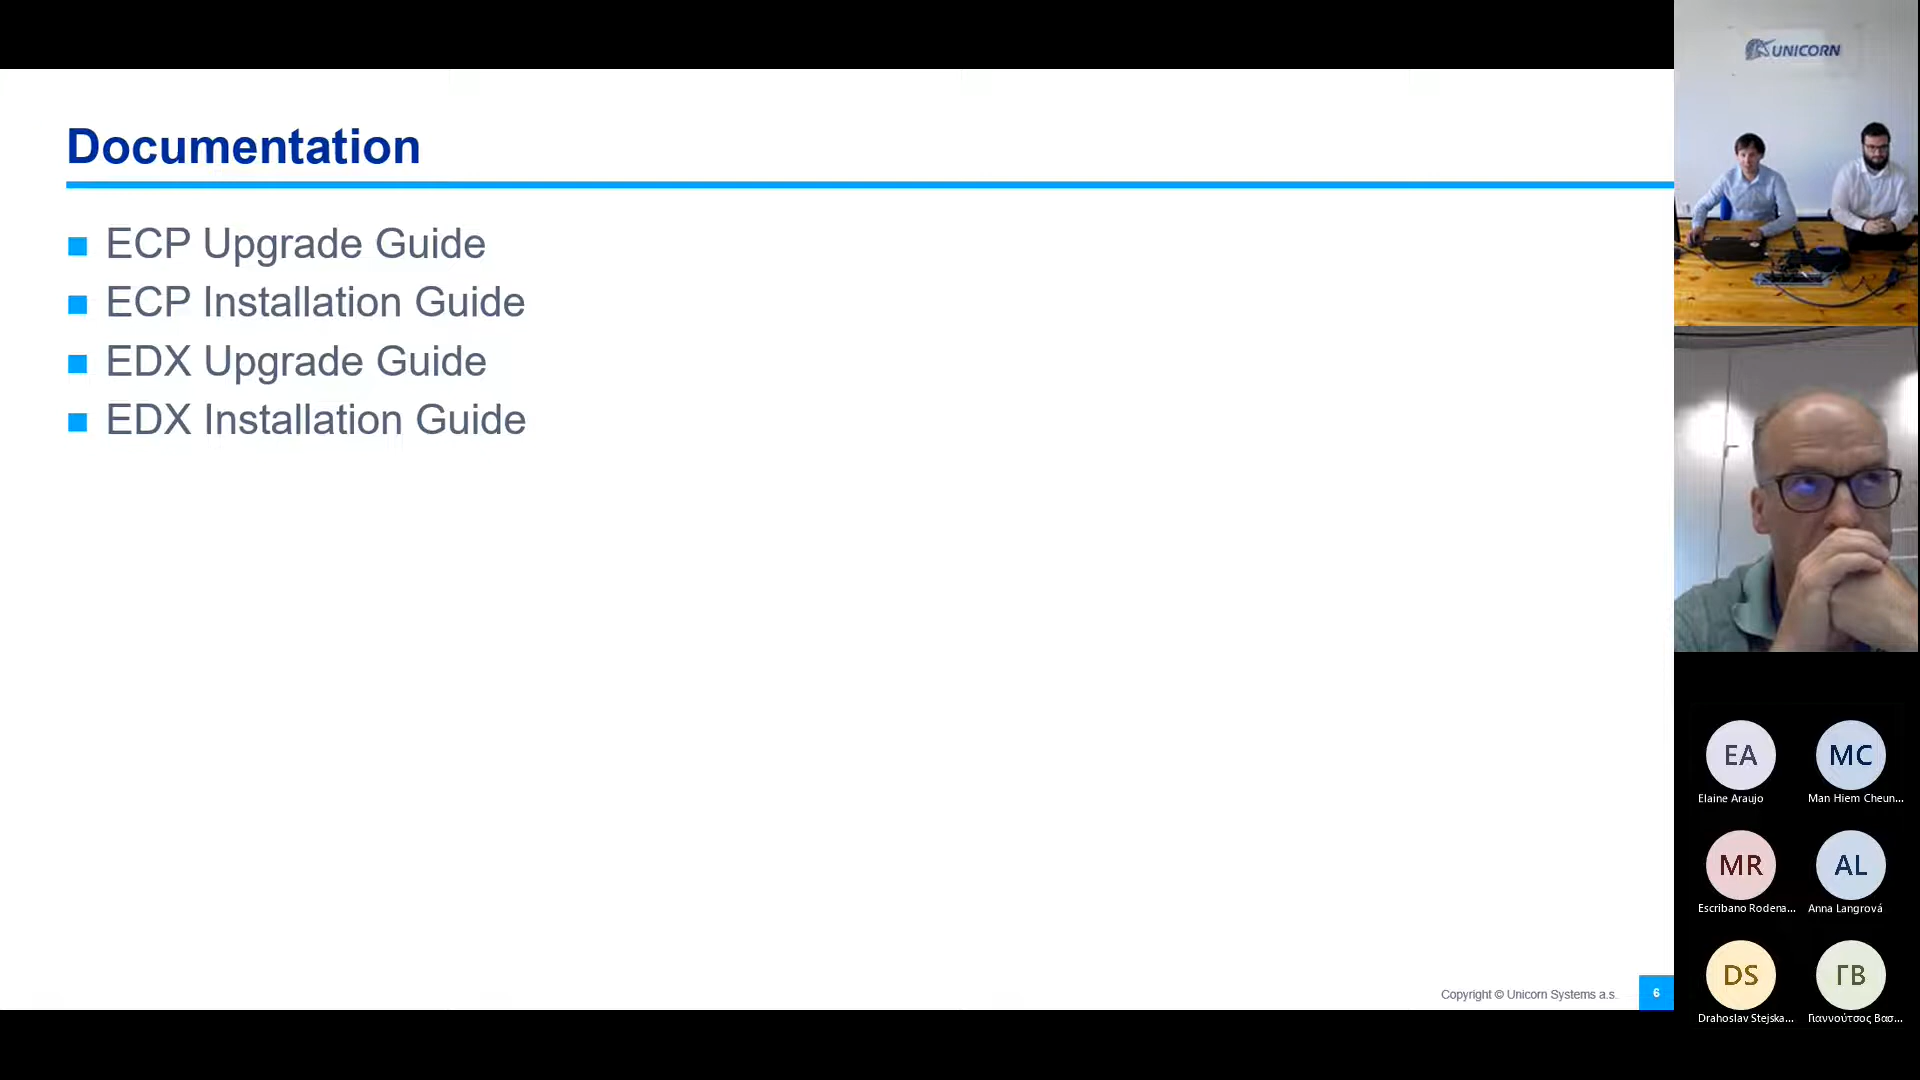 Documentation
ECP Upgrade Guide
ECP Installation Guide
EDX Upgrade Guide
EDX Installation Guide
Copyright © Unicorn Systems a.s.
6
UNICORN
EA
MC
Elaine Araujo
Man Hiem Cheun...
MR
AL
Escribano Rodena...
Anna Langrová
DS
ΓΒ
Drahoslav Stejska...
Γιαννούτσος Βασ...